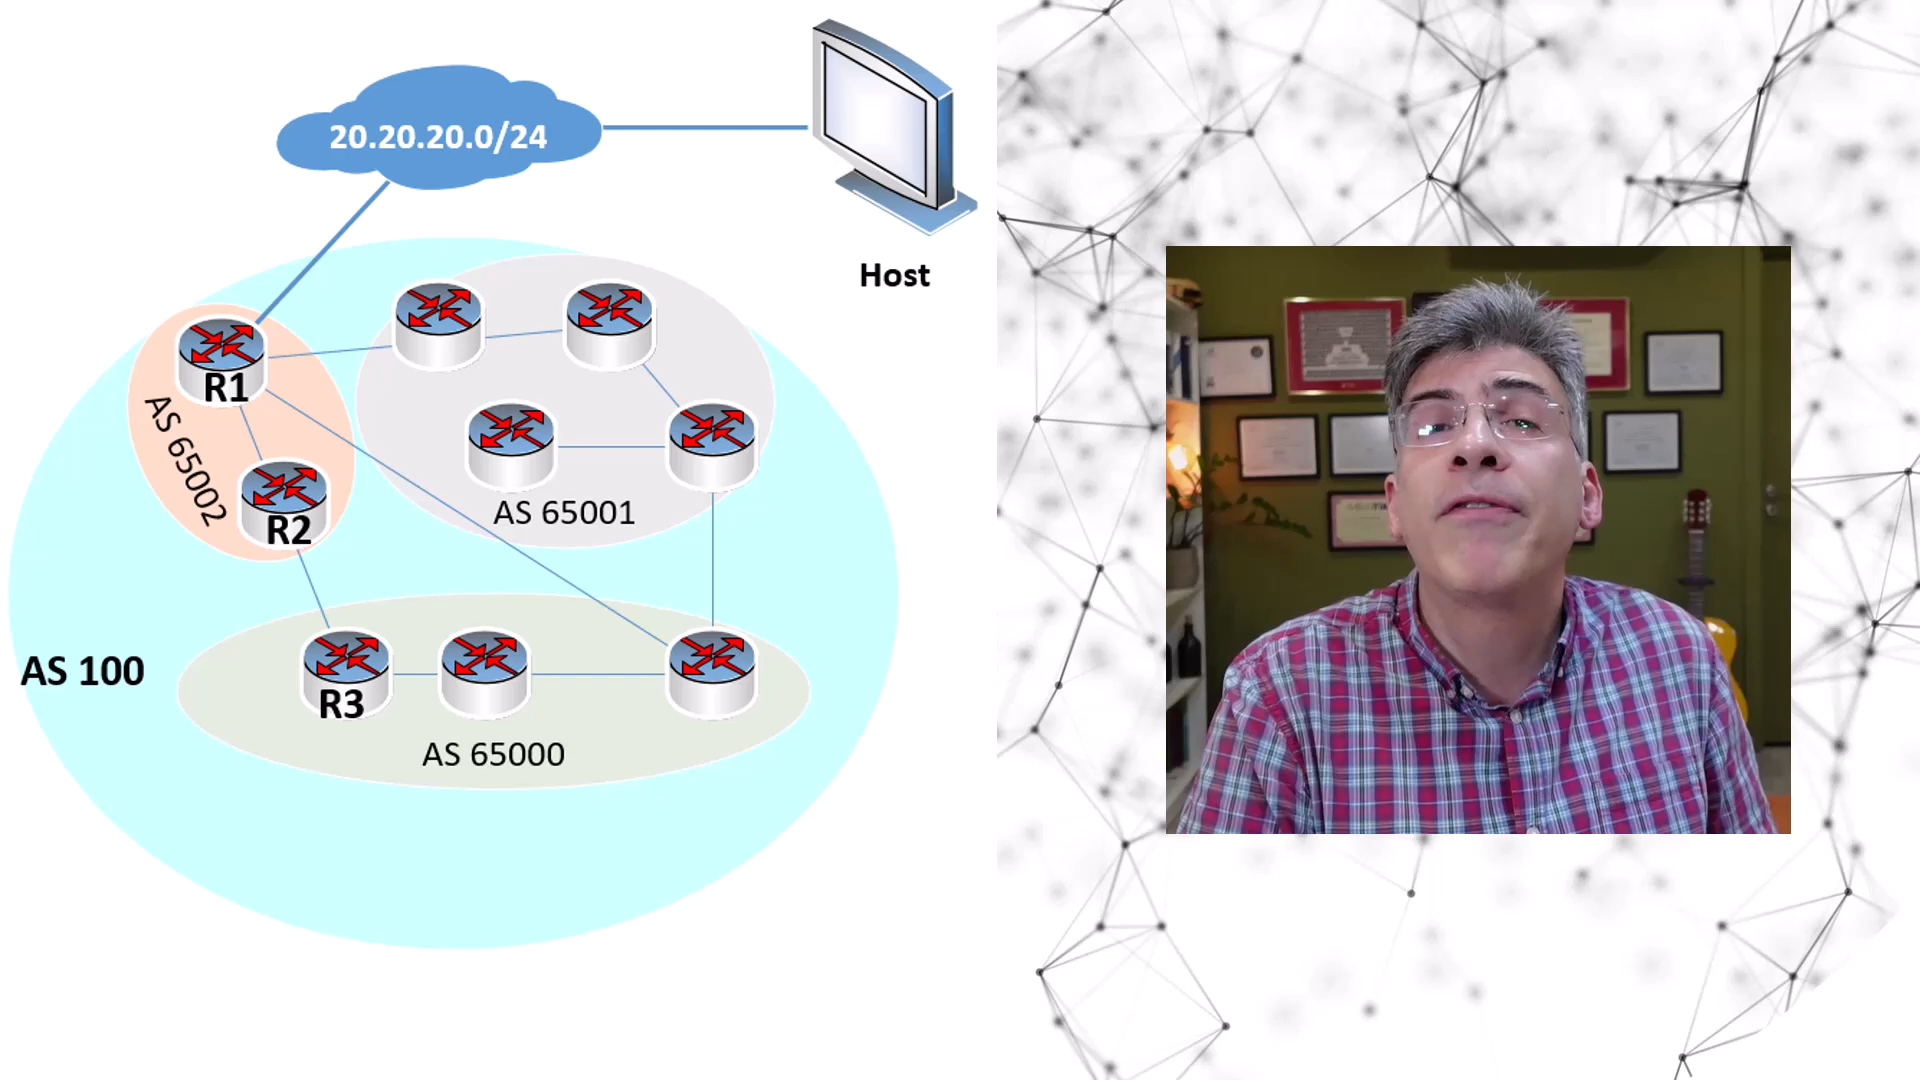 20.20.20.0/24
Host
R1
AS 65002
R2
AS 65001
AS 100
R3
AS 65000